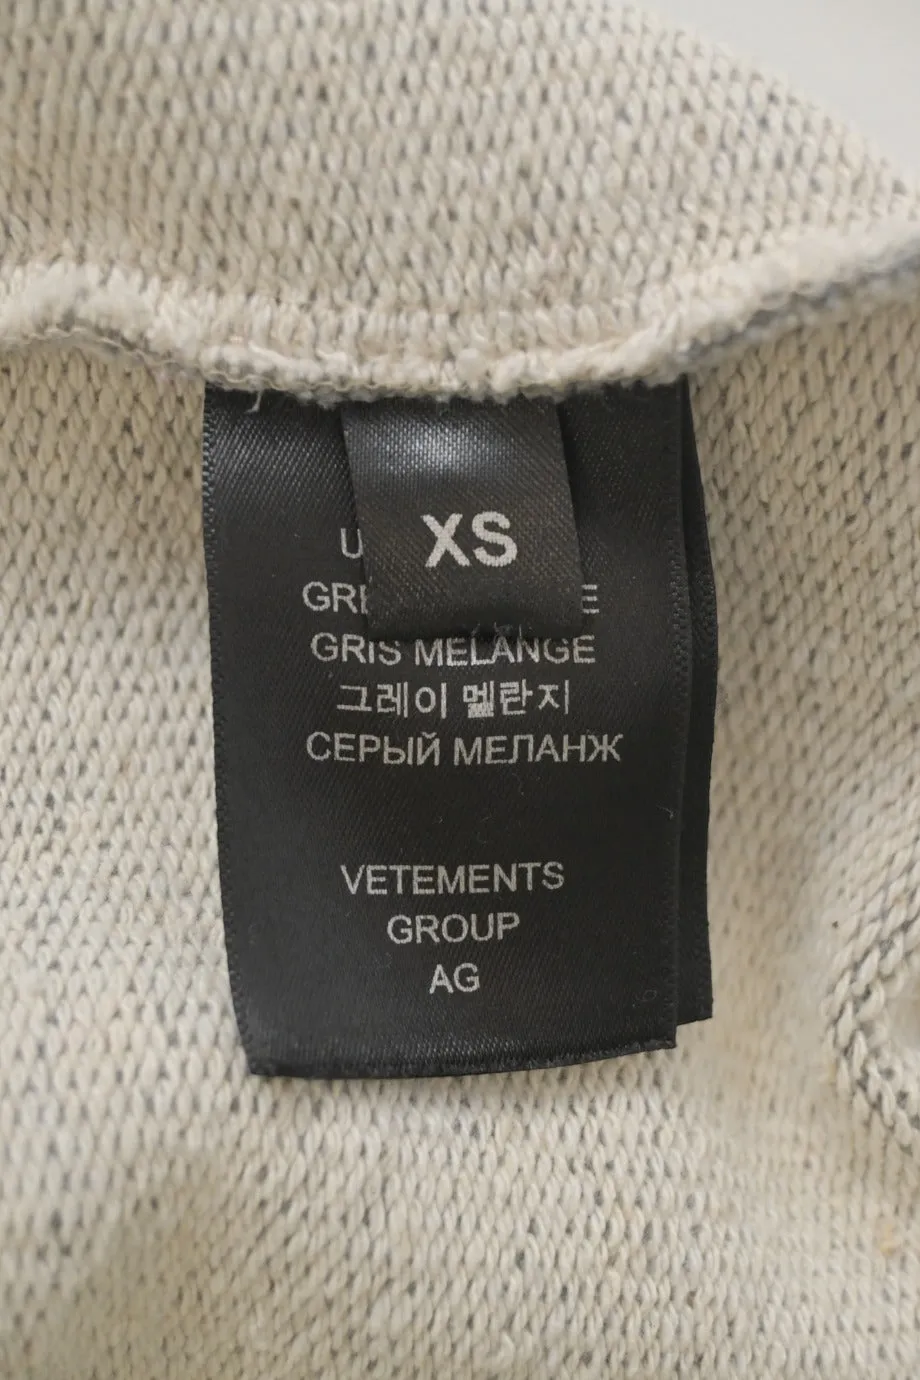 XS
GRIS MELANGE
그레이 멜란지
СЕРЫЙ МЕЛАНЖ
VETEMENTS
GROUP
AG